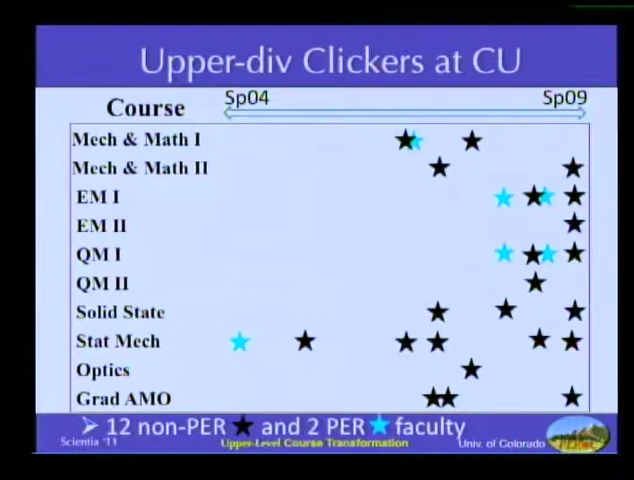 Upper-div Clickers at CU
Course
Sp04
Sp09
Mech & Math I
Mech & Math II
EM I
EM II
QM I
QM II
Solid State
Stat Mech
Optics
Grad AMO
12 non-PER and 2 PER faculty
Scientia '11
Upper-Level Course Transformation
Univ. of Colorado